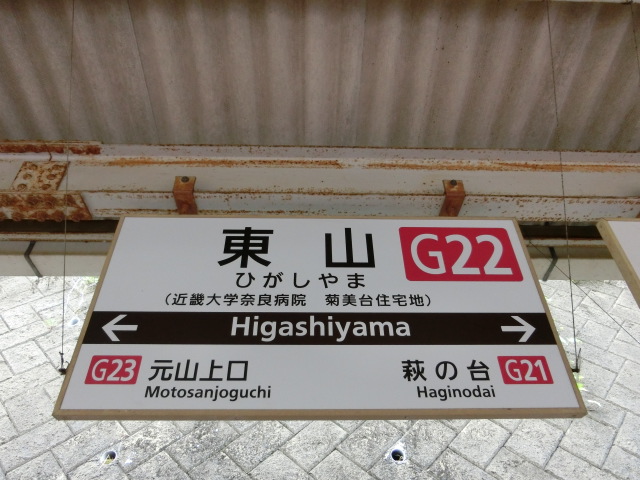 東山 G22
ひがしやま
（近畿大学奈良病院　菊美台住宅地）
← Higashiyama →
G23 元山上口 萩の台 G21
Motosanjoguchi Haginodai